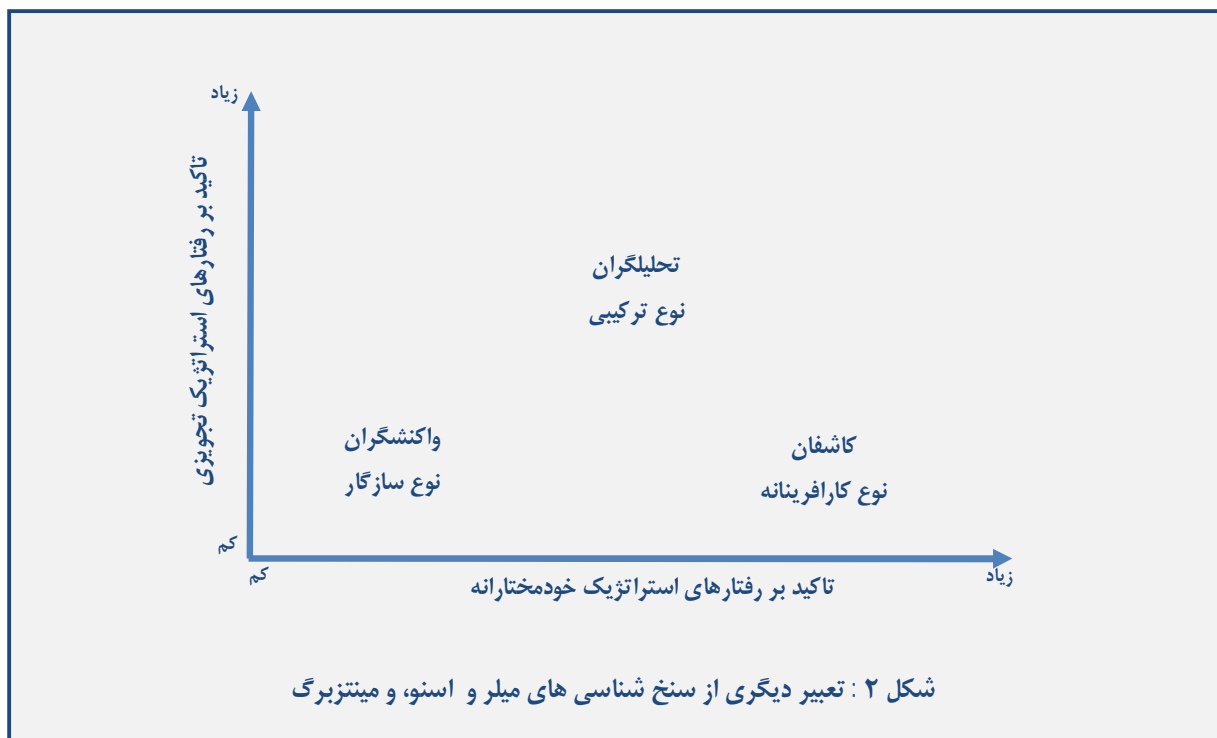 زیاد
تاکید بر رفتارهای استراتژیک تجویزی
تحلیلگران
نوع ترکیبی
واکنشگران
نوع سازگار
کاشفان
نوع کارافرینانه
کم
کم
زیاد
تاکید بر رفتارهای استراتژیک خودمختارانه
شکل ۲ : تعبیر دیگری از سنخ شناسی های میلر و اسنو، و مینتزبرگ